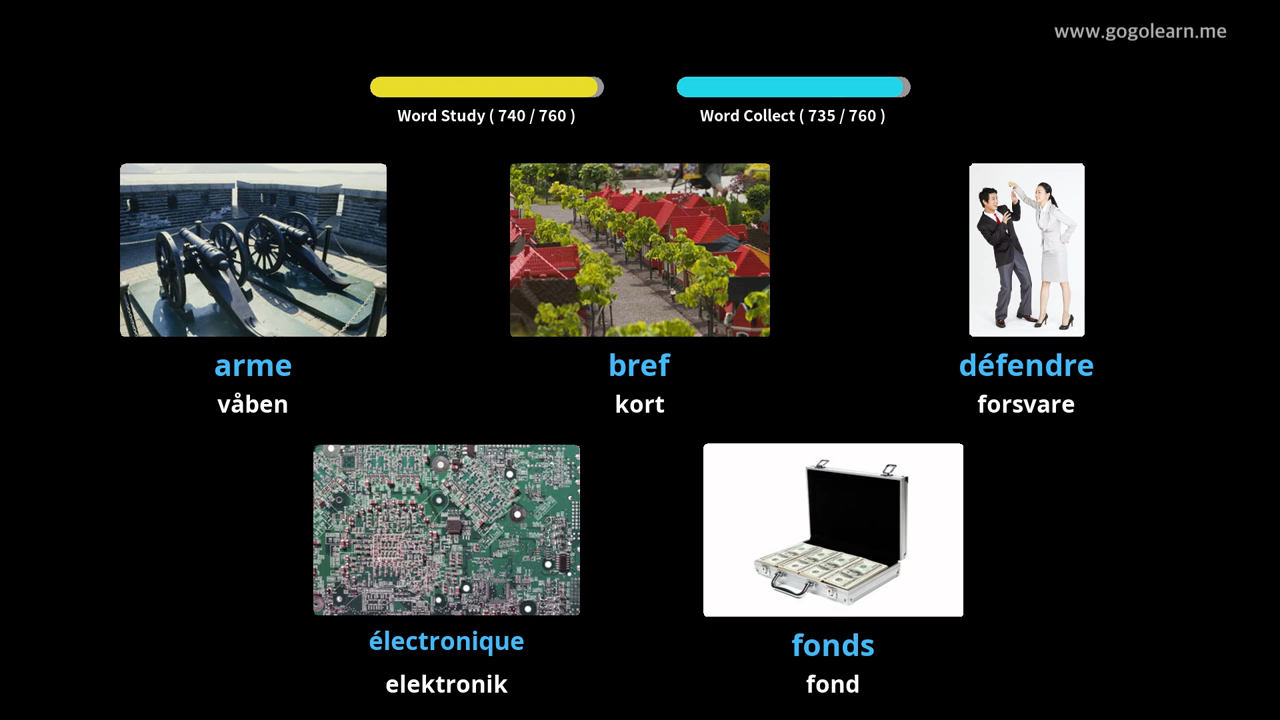 www.gogolearn.me
Word Study ( 740 / 760 )
Word Collect ( 735 / 760 )
arme
våben
bref
kort
défendre
forsvare
électronique
elektronik
fonds
fond